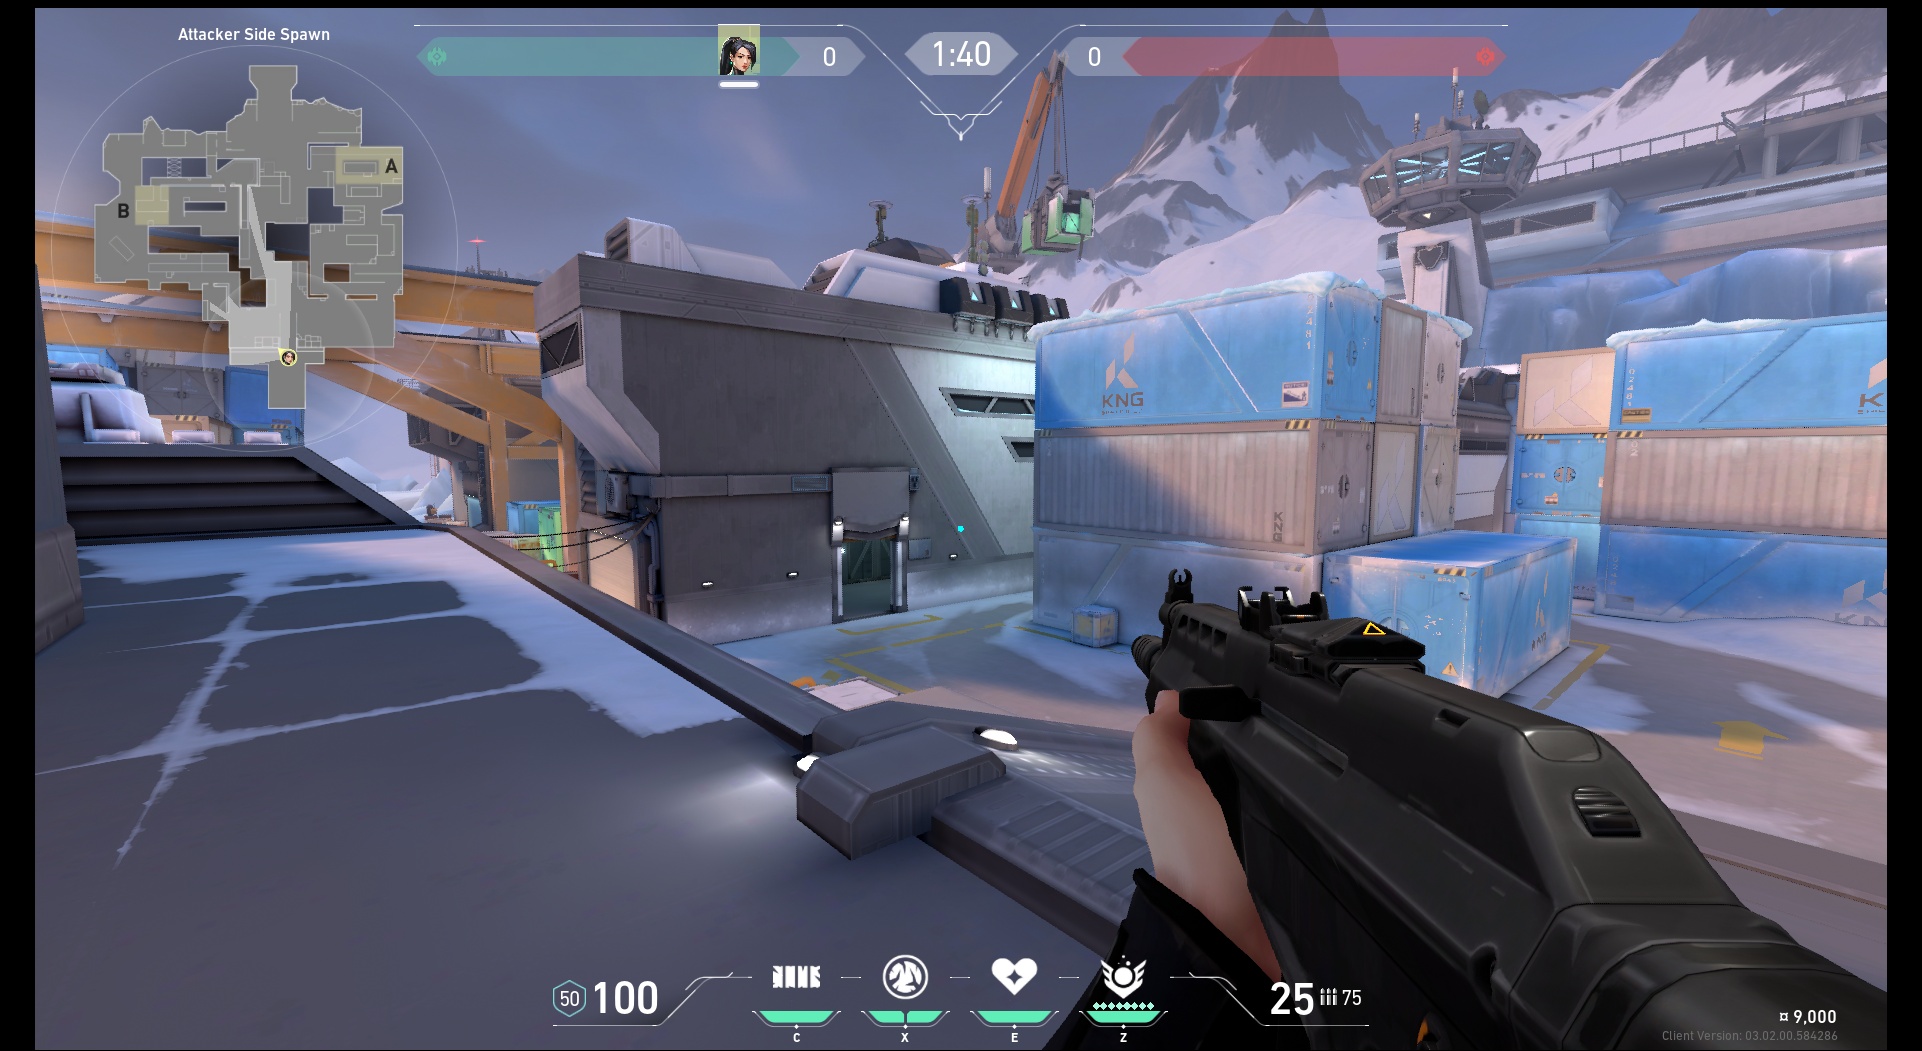 Attacker Side Spawn
0
1:40
0
A
B
KNG
KNG
50 100
25 75
C
X
E
Z
¤ 9,000
Client Version: 03.02.00.584286